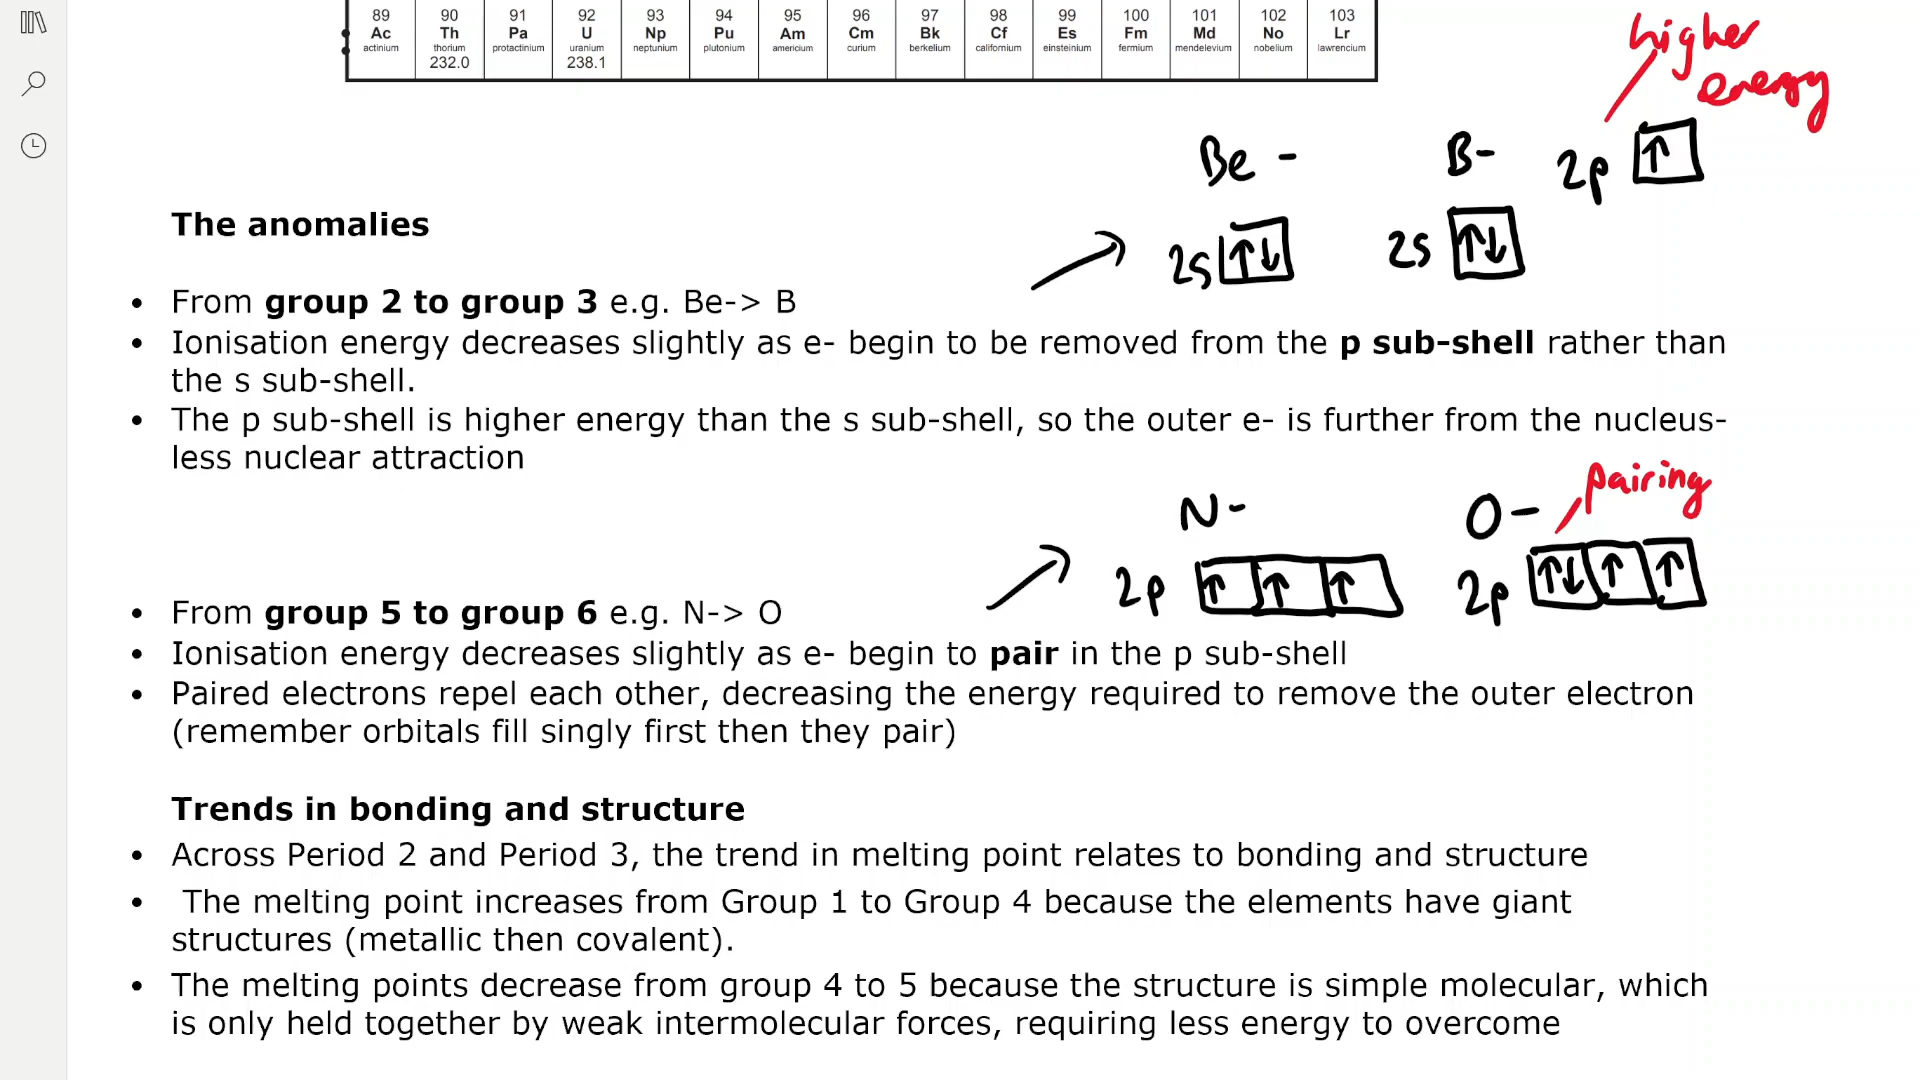 89 90 91 92 93 94 95 96 97 98 99 100 101 102 103
Ac Th Pa U Np Pu Am Cm Bk Cf Es Fm Md No Lr
actinium thorium protactinium uranium neptunium plutonium americium curium berkelium californium einsteinium fermium mendelevium nobelium lawrencium
232.0 238.1
higher
energy
Be - B- 2p ↑
2s ↑↓ 2s ↑↓
The anomalies
• From group 2 to group 3 e.g. Be-> B
• Ionisation energy decreases slightly as e- begin to be removed from the p sub-shell rather than
the s sub-shell.
• The p sub-shell is higher energy than the s sub-shell, so the outer e- is further from the nucleus-
less nuclear attraction
pairing
N- O-
2p ↑ ↑ ↑ 2p ↑↓ ↑ ↑
• From group 5 to group 6 e.g. N-> O
• Ionisation energy decreases slightly as e- begin to pair in the p sub-shell
• Paired electrons repel each other, decreasing the energy required to remove the outer electron
(remember orbitals fill singly first then they pair)
Trends in bonding and structure
• Across Period 2 and Period 3, the trend in melting point relates to bonding and structure
• The melting point increases from Group 1 to Group 4 because the elements have giant
structures (metallic then covalent).
• The melting points decrease from group 4 to 5 because the structure is simple molecular, which
is only held together by weak intermolecular forces, requiring less energy to overcome